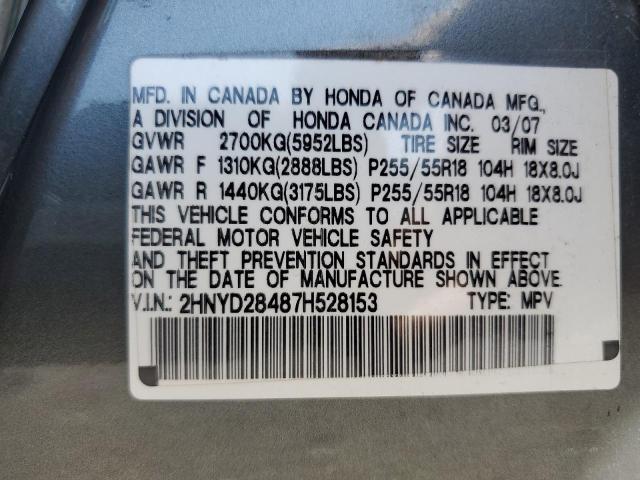 MFD. IN CANADA BY HONDA OF CANADA MFG.,
A DIVISION OF HONDA CANADA INC. 03/07
GVWR 2700KG(5952LBS) TIRE SIZE RIM SIZE
GAWR F 1310KG(2888LBS) P255/55R18 104H 18X8.0J
GAWR R 1440KG(3175LBS) P255/55R18 104H 18X8.0J
THIS VEHICLE CONFORMS TO ALL APPLICABLE
FEDERAL MOTOR VEHICLE SAFETY
AND THEFT PREVENTION STANDARDS IN EFFECT
ON THE DATE OF MANUFACTURE SHOWN ABOVE.
V.I.N.: 2HNYD28487H528153 TYPE: MPV